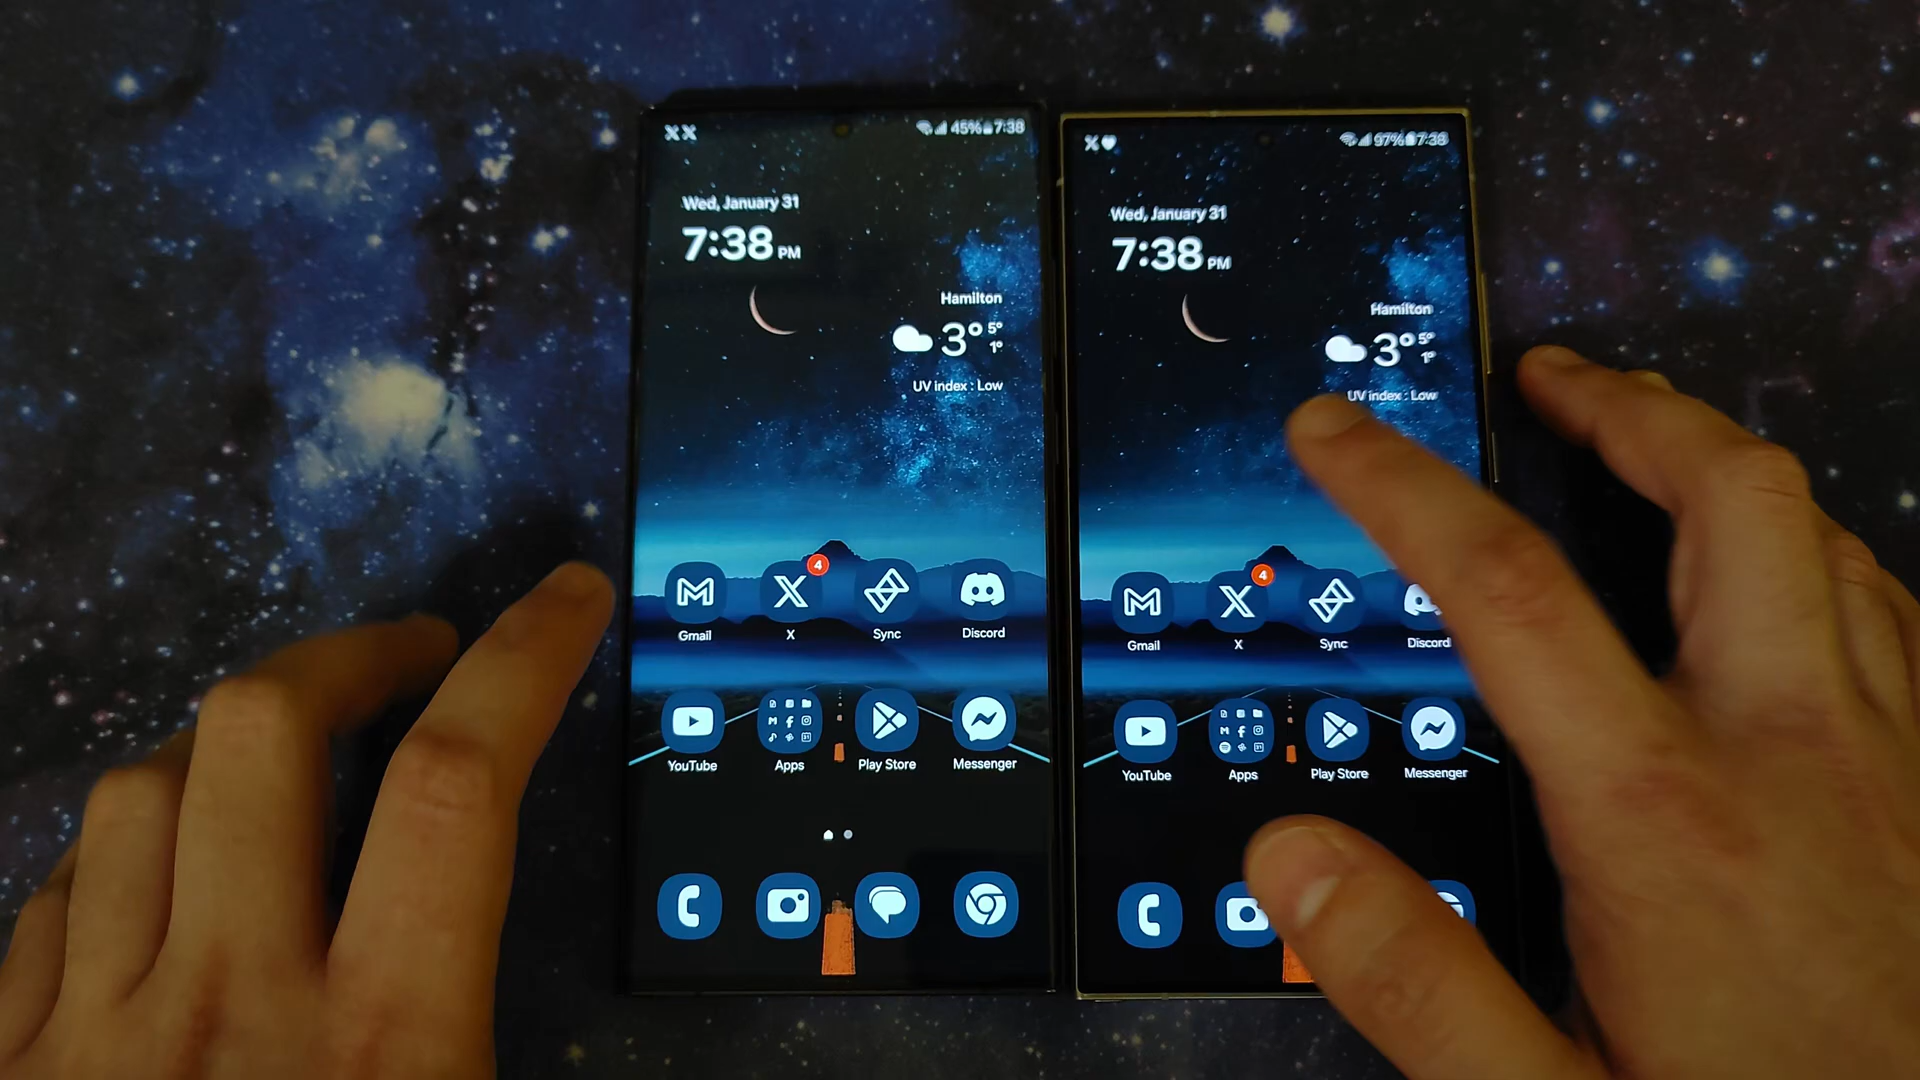 45% 7:38
Wed, January 31
7:38 PM
Hamilton
3° 5°
1°
UV index : Low
4
Gmail X Sync Discord
YouTube Apps Play Store Messenger
97% 7:38
Wed, January 31
7:38 PM
Hamilton
3° 5°
1°
UV index : Low
4
Gmail X Sync Discord
YouTube Apps Play Store Messenger